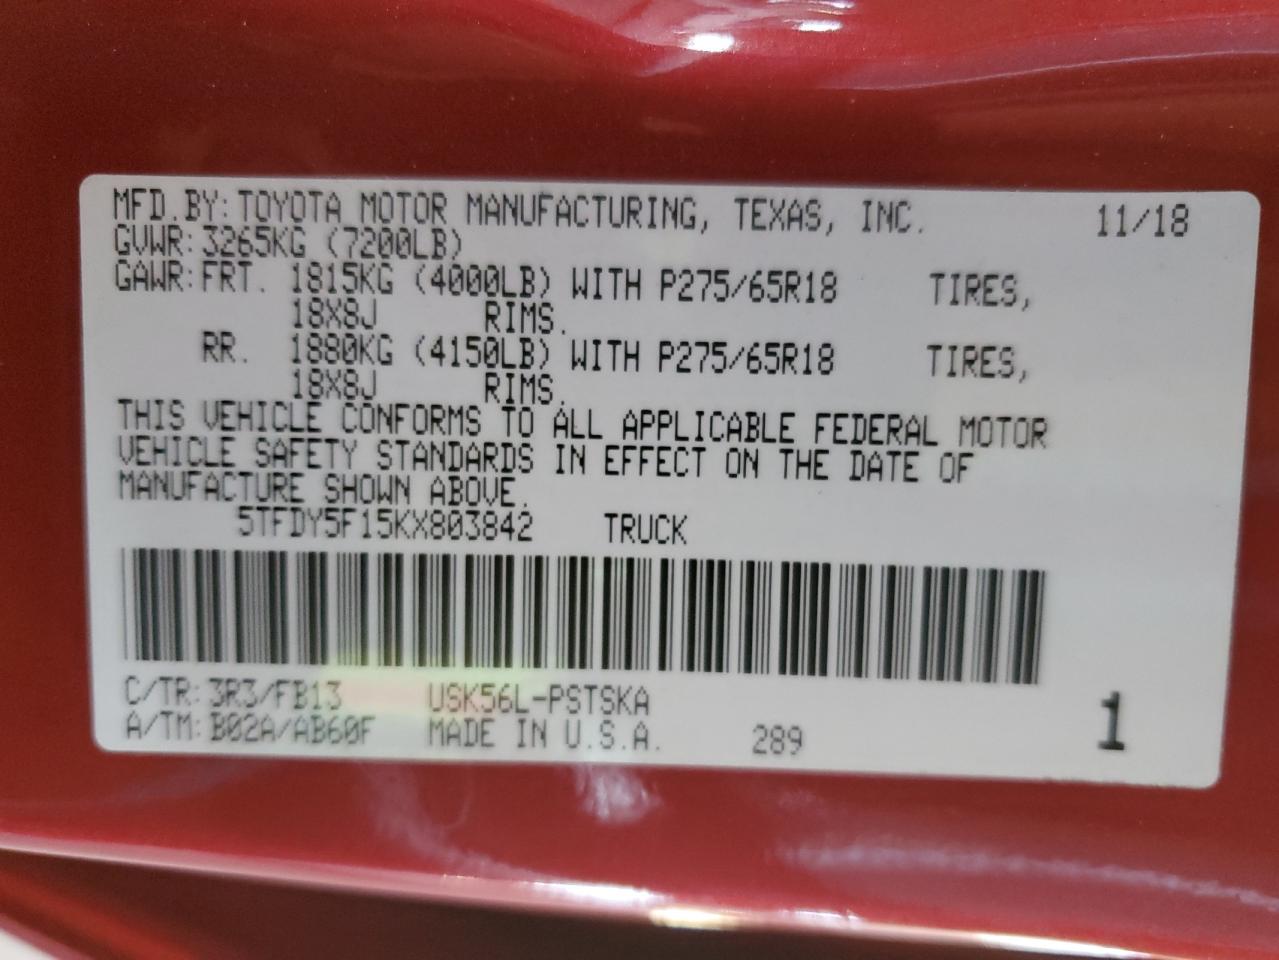 MFD.BY:TOYOTA MOTOR MANUFACTURING, TEXAS, INC. 11/18
GVWR:3265KG (7200LB)
GAWR:FRT. 1815KG (4000LB) WITH P275/65R18 TIRES,
18X8J RIMS.
RR. 1880KG (4150LB) WITH P275/65R18 TIRES,
18X8J RIMS.
THIS VEHICLE CONFORMS TO ALL APPLICABLE FEDERAL MOTOR
VEHICLE SAFETY STANDARDS IN EFFECT ON THE DATE OF
MANUFACTURE SHOWN ABOVE.
5TFDY5F15KX803842 TRUCK
C/TR:3R3/FB13 USK56L-PSTSKA
A/TM:B02A/AB60F MADE IN U.S.A. 289
1